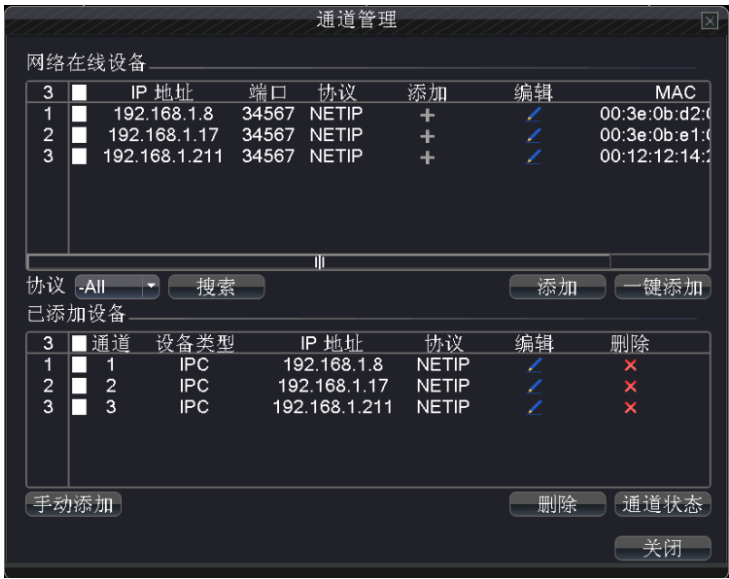 通道管理
网络在线设备
3 IP 地址 端口 协议 添加 编辑 MAC
1 192.168.1.8 34567 NETIP 00:3e:0b:d2:
2 192.168.1.17 34567 NETIP 00:3e:0b:e1:
3 192.168.1.211 34567 NETIP 00:12:12:14:
协议 -All 搜索 添加 一键添加
已添加设备
3 通道 设备类型 IP 地址 协议 编辑 删除
1 1 IPC 192.168.1.8 NETIP
2 2 IPC 192.168.1.17 NETIP
3 3 IPC 192.168.1.211 NETIP
手动添加 删除 通道状态
关闭